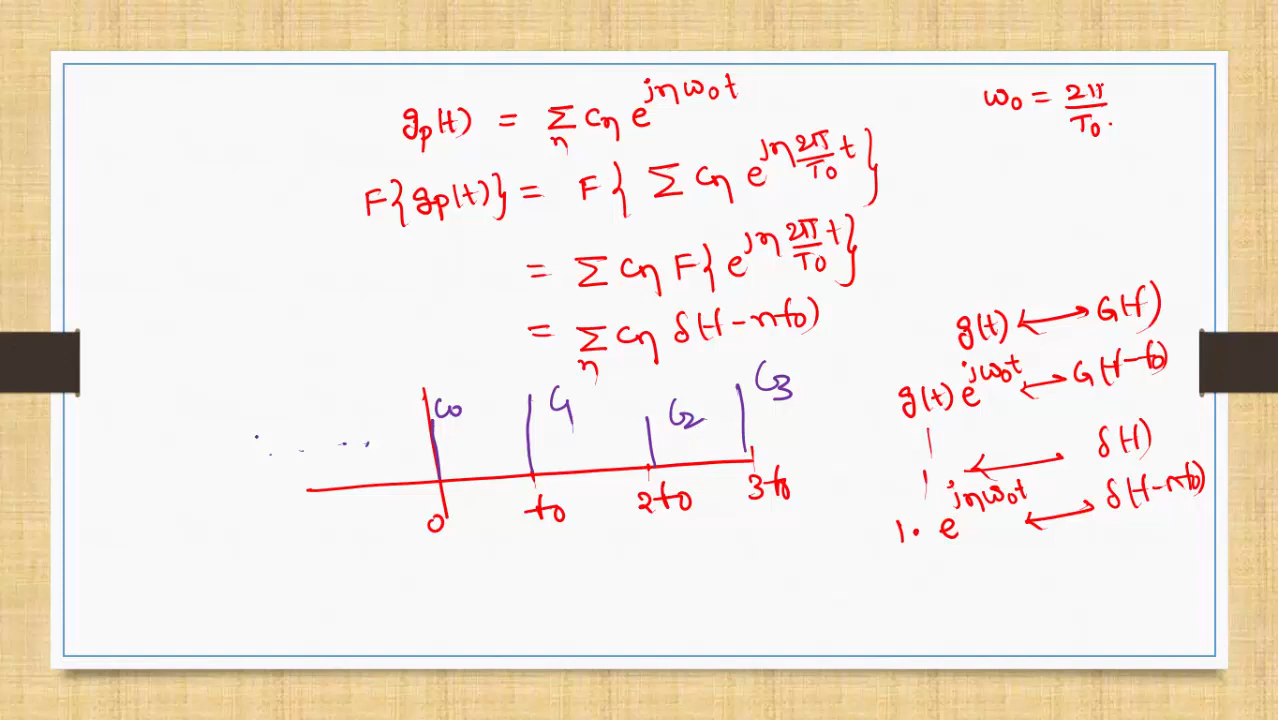 gp(t) = Σn Cn e^{jnω0t}
ω0 = 2π/T0.
F{gp(t)} = F{ Σ Cn e^{jn 2π/T0 t} }
= Σ Cn F{ e^{jn 2π/T0 t} }
= Σn Cn δ(f-nf0)
g(t) ⟷ G(f)
g(t) e^{jω0t} ⟷ G(f-f0)
1 ⟵ δ(f)
1. e^{jnω0t} ⟷ δ(f-nf0)
C0 C1 C2 C3
0 f0 2f0 3f0